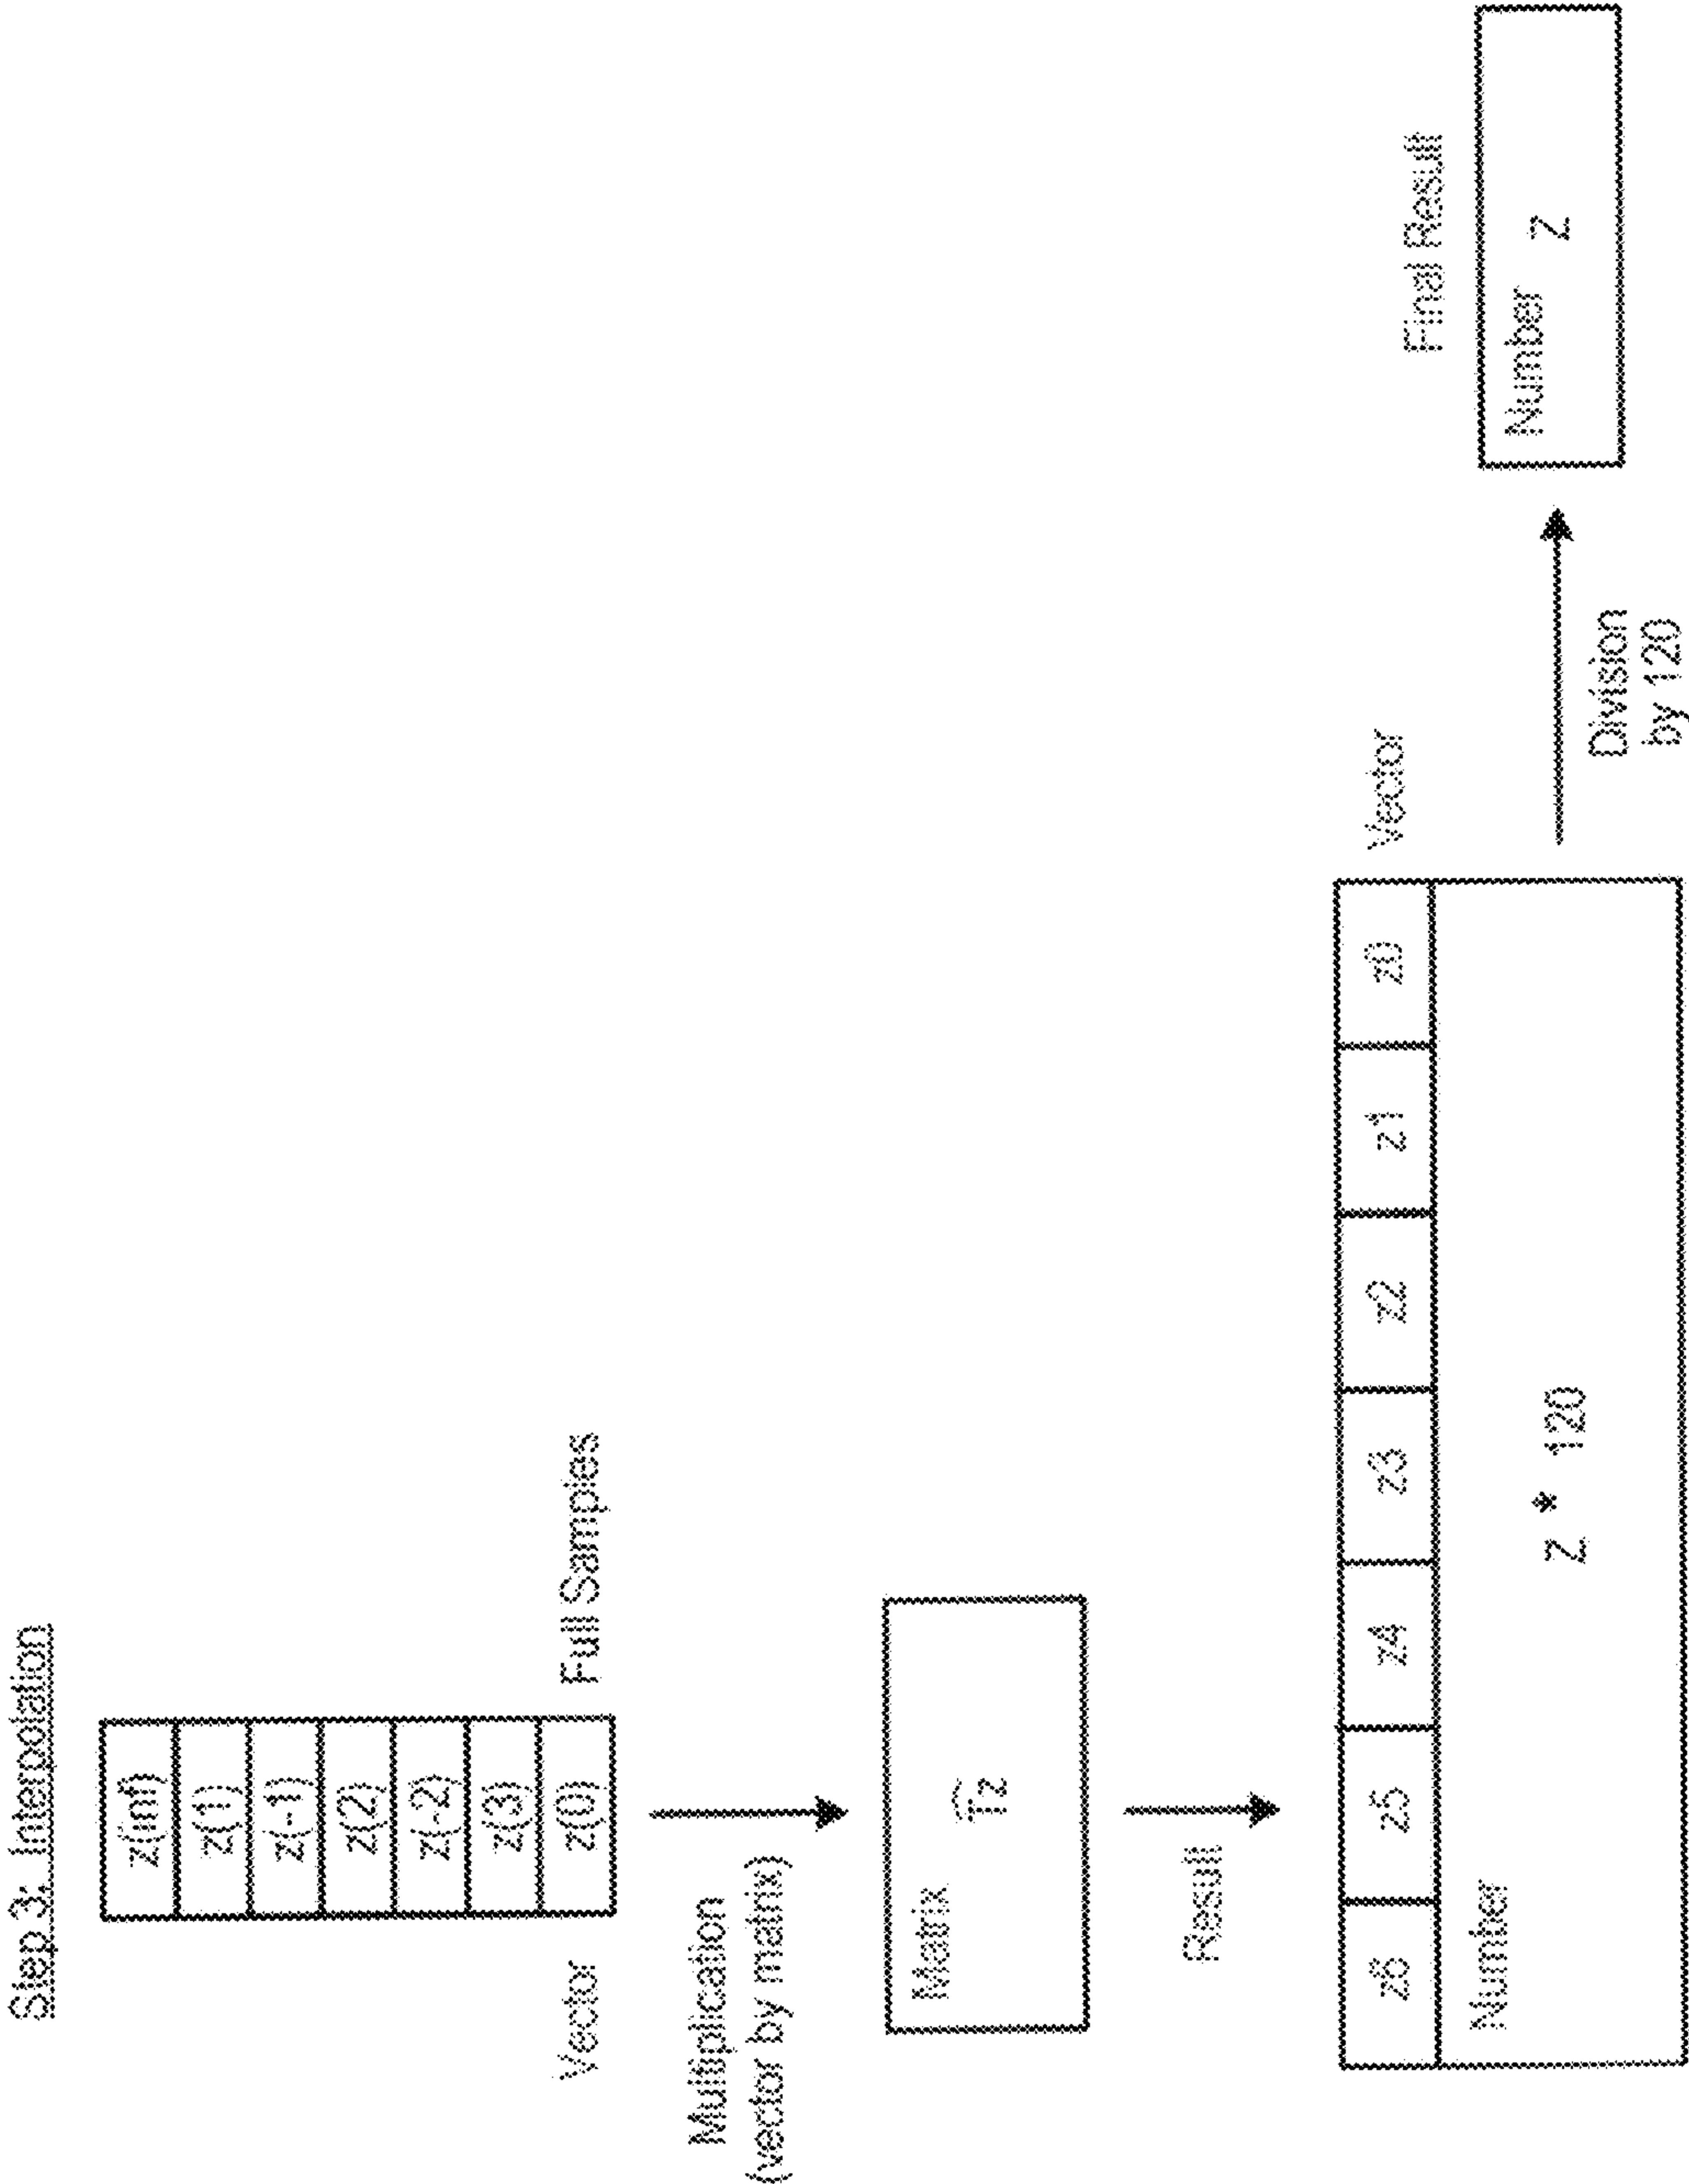 Step 3: Interpolation
z(inf)
z(1)
z(-1)
z(2)
z(-2)
z(3)
z(0)
Vector
Full Samples
Multiplication
(vector by matrix)
Matrix
T̂z
Result
Vector
z6 z5 z4 z3 z2 z1 z0
Number
Z * 120
Division
by 120
Final Result
Number Z